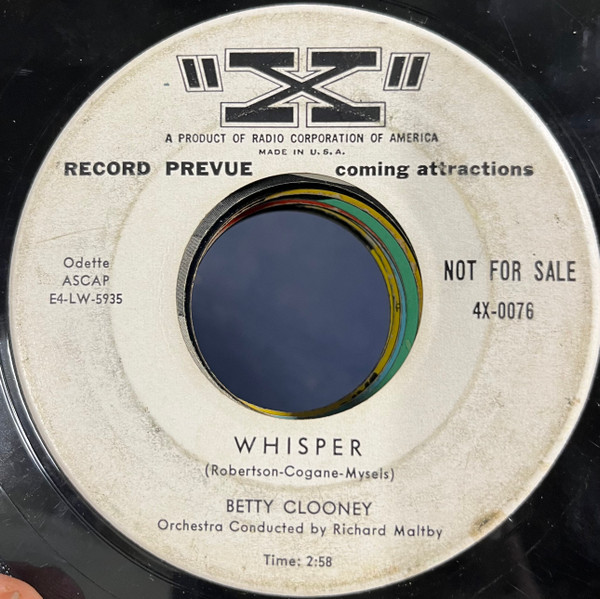 "X"
A PRODUCT OF RADIO CORPORATION OF AMERICA
MADE IN U.S.A.
RECORD PREVUE coming attractions
Odette
ASCAP
E4-LW-5935
NOT FOR SALE
4X-0076
WHISPER
(Robertson-Cogane-Mysels)
BETTY CLOONEY
Orchestra Conducted by Richard Maltby
Time: 2:58